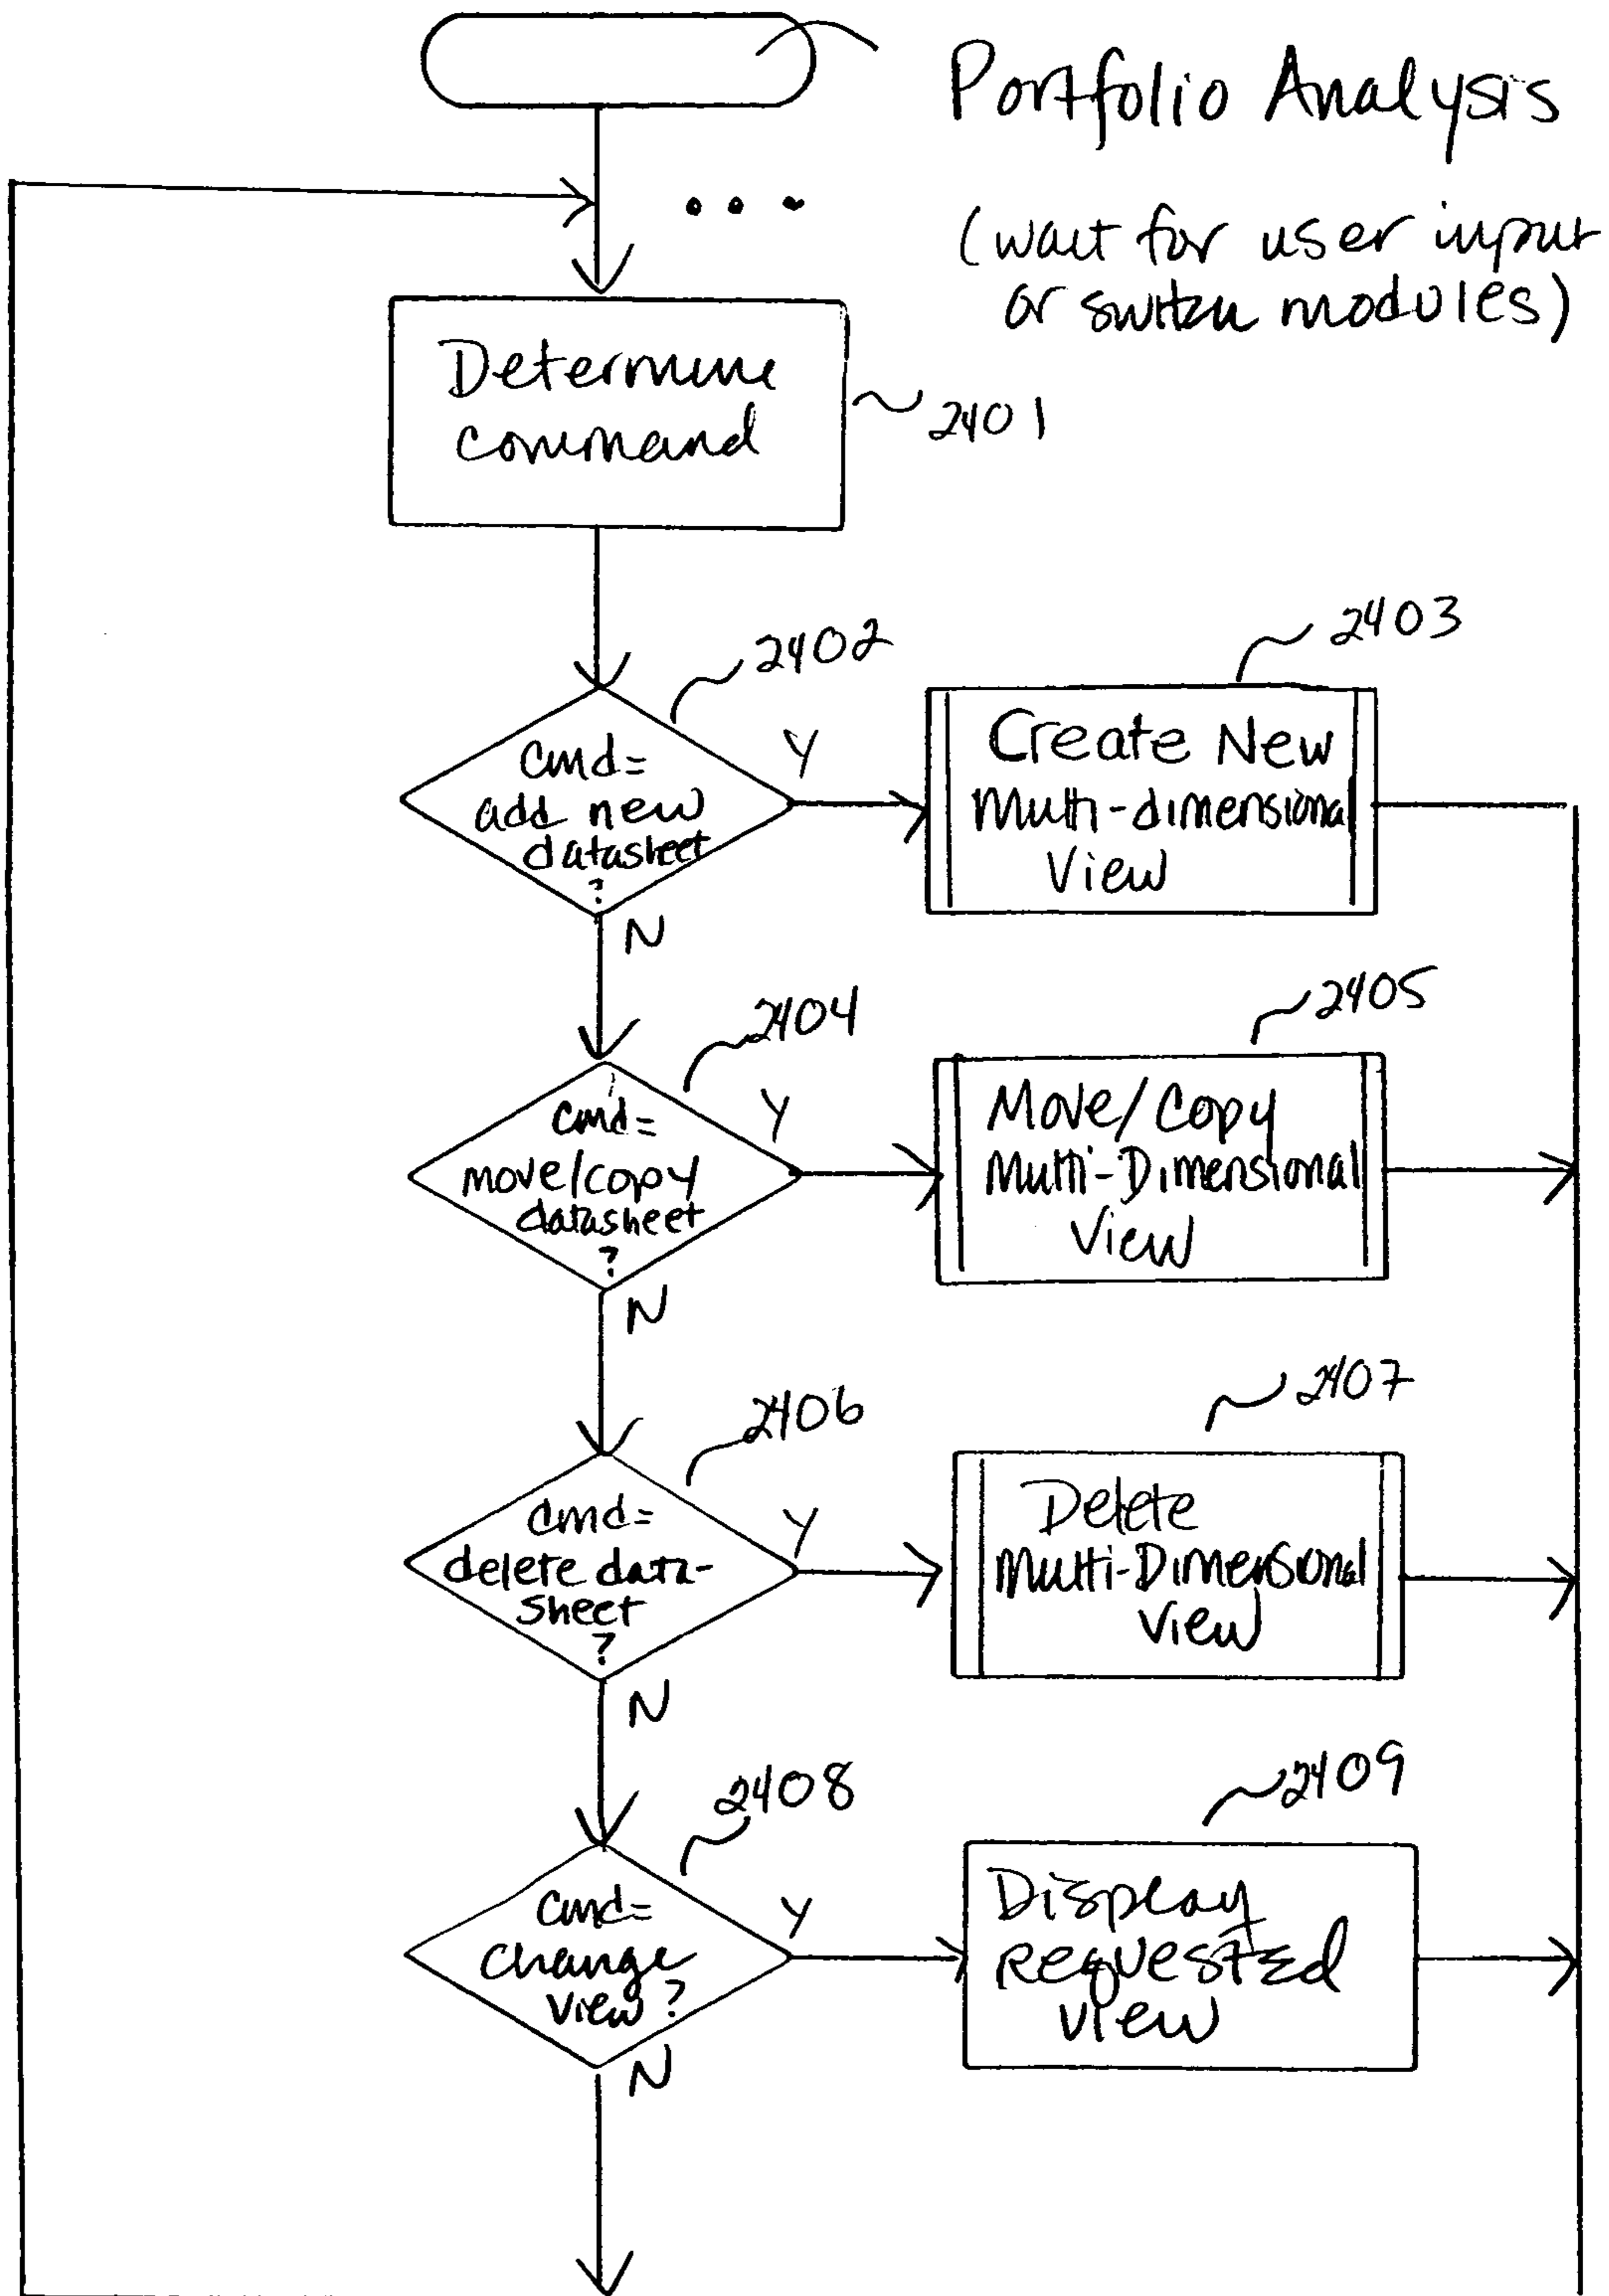 Portfolio Analysis
• • •
(wait for user input
or switch modules)
Determine
command
2401
2402
2403
cmd=
add new
datasheet
?
Y
N
Create New
Multi-dimensional
View
2404
2405
cmd=
move/copy
datasheet
?
Y
N
Move/Copy
Multi-Dimensional
View
2406
2407
cmd=
delete data-
sheet
?
Y
N
Delete
Multi-Dimensional
View
2408
2409
cmd=
change
view?
Y
N
Display
requested
view